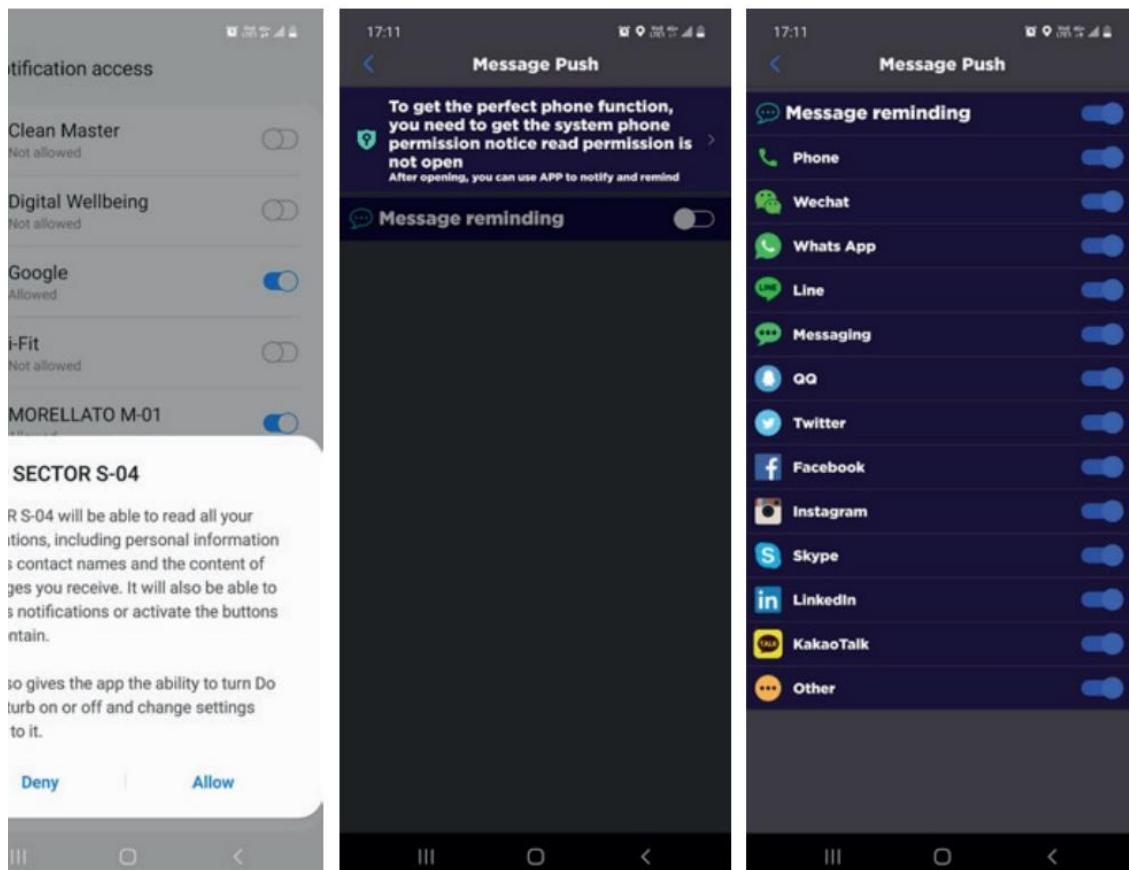 tification access
Clean Master
Not allowed
Digital Wellbeing
Not allowed
Google
Allowed
i-Fit
Not allowed
MORELLATO M-01
SECTOR S-04
R S-04 will be able to read all your
tions, including personal information
s contact names and the content of
ges you receive. It will also be able to
s notifications or activate the buttons
ntain.
so gives the app the ability to turn Do
turb on or off and change settings
to it.
Deny
Allow
17:11
Message Push
To get the perfect phone function,
you need to get the system phone
permission notice read permission is
not open
After opening, you can use APP to notify and remind
Message reminding
17:11
Message Push
Message reminding
Phone
Wechat
Whats App
LINE
Line
Messaging
QQ
Twitter
Facebook
Instagram
Skype
in
LinkedIn
TALK
KakaoTalk
Other